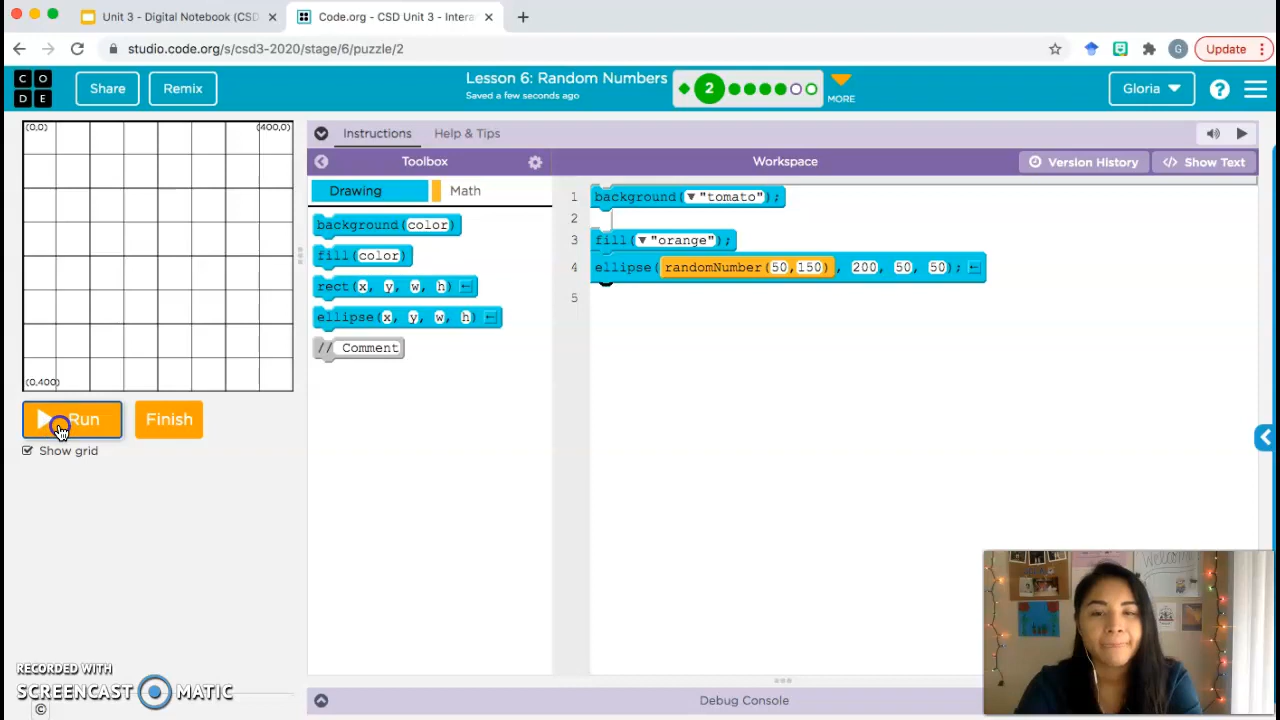 Unit 3 - Digital Notebook (CSD
Code.org - CSD Unit 3 - Intera
studio.code.org/s/csd3-2020/stage/6/puzzle/2
G
Update
C O D E
Share
Remix
Lesson 6: Random Numbers
Saved a few seconds ago
2
MORE
Gloria
?
(0,0)
(400,0)
(0,400)
Run
Finish
Show grid
Instructions
Help & Tips
Toolbox
Workspace
Version History
</> Show Text
Drawing
Math
background(color)
fill(color)
rect(x, y, w, h)
ellipse(x, y, w, h)
// Comment
1 background("tomato");
2
3 fill("orange");
4 ellipse(randomNumber(50,150), 200, 50, 50);
5
Debug Console
Welcome
RECORDED WITH
SCREENCAST MATIC
©